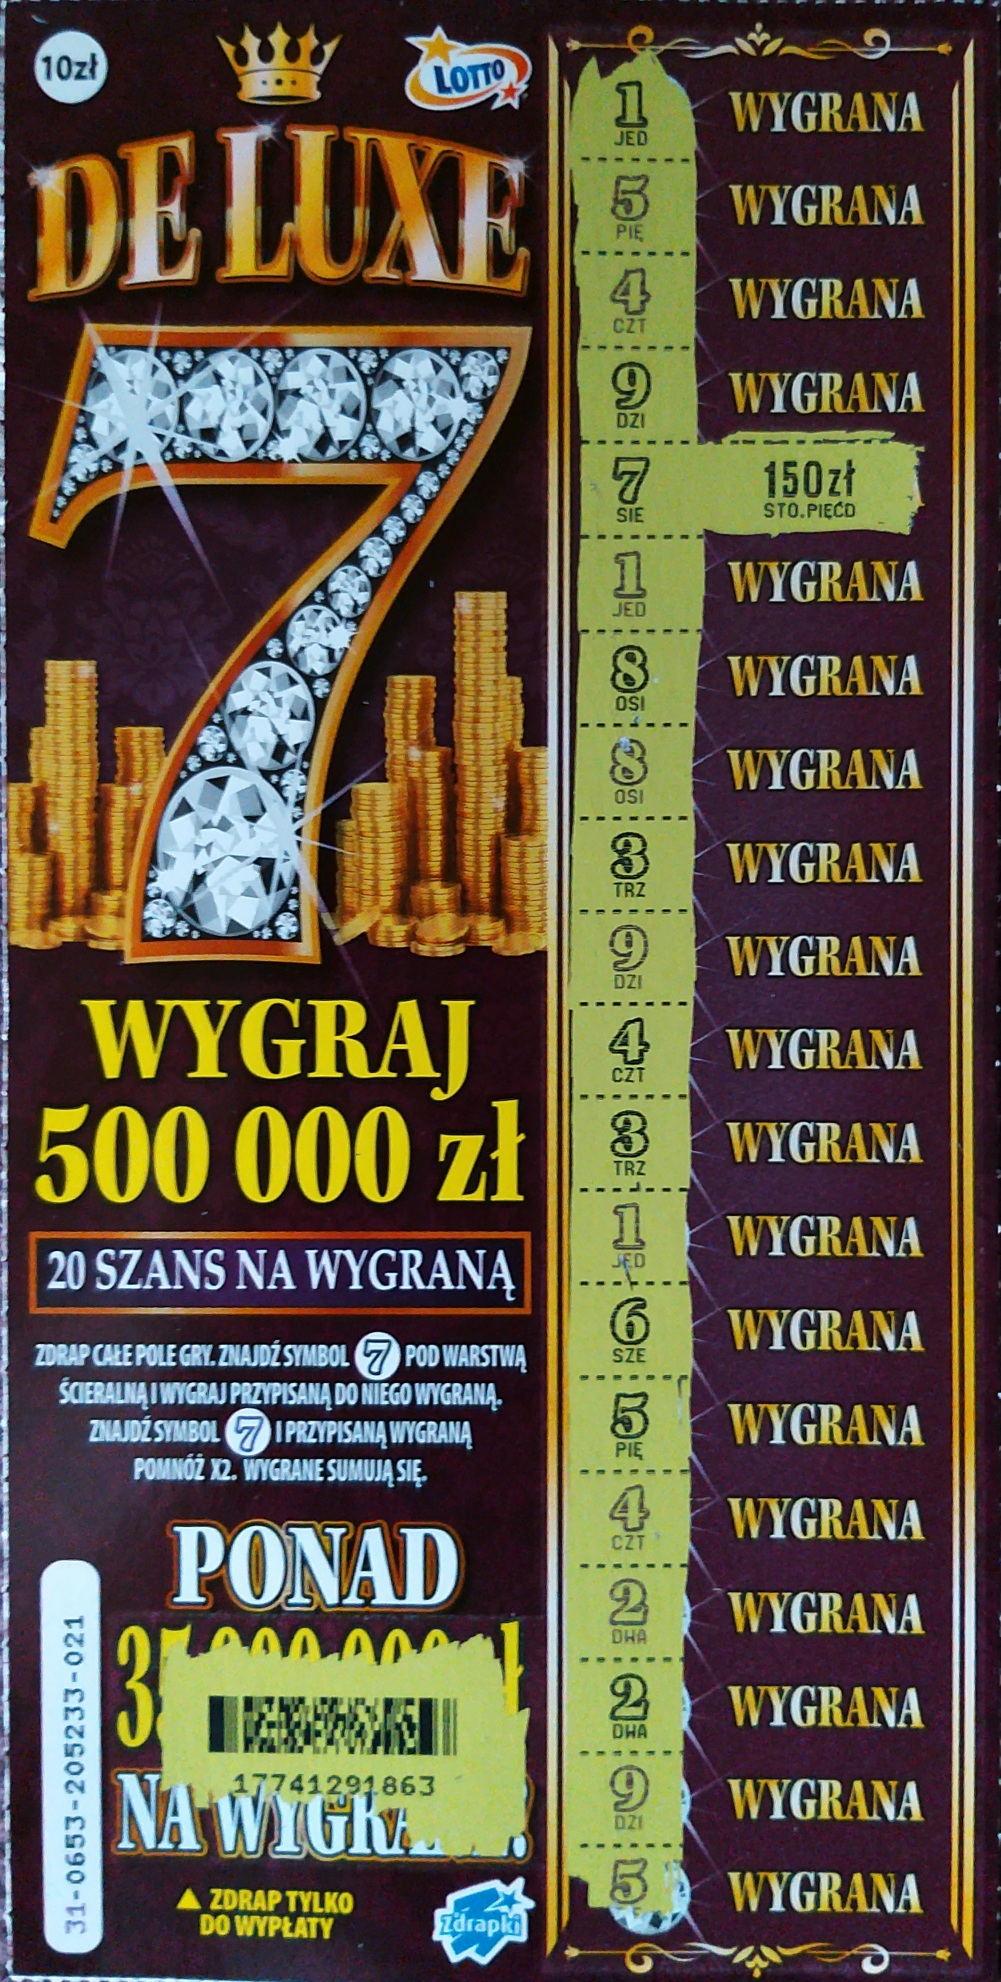 10zł
LOTTO
DE LUXE
7
WYGRAJ
500 000 zł
20 SZANS NA WYGRANĄ
ZDRAP CAŁE POLE GRY. ZNAJDŹ SYMBOL 7 POD WARSTWĄ
ŚCIERALNĄ I WYGRAJ PRZYPISANĄ DO NIEGO WYGRANĄ.
ZNAJDŹ SYMBOL 7 I PRZYPISANĄ WYGRANĄ
POMNÓŻ X2. WYGRANE SUMUJĄ SIĘ.
PONAD
17741291863
NA
▲ ZDRAP TYLKO
DO WYPŁATY
Zdrapki
31-0653-205233-021
1 WYGRANA
JED
5 WYGRANA
PIĘ
4 WYGRANA
CZT
9 WYGRANA
DZI
7 150zł
SIE STO.PIĘĆD
1 WYGRANA
JED
8 WYGRANA
OSI
8 WYGRANA
OSI
3 WYGRANA
TRZ
9 WYGRANA
DZI
4 WYGRANA
CZT
3 WYGRANA
TRZ
1 WYGRANA
JED
6 WYGRANA
SZE
5 WYGRANA
PIĘ
4 WYGRANA
CZT
2 WYGRANA
DWA
2 WYGRANA
DWA
9 WYGRANA
DZI
5 WYGRANA